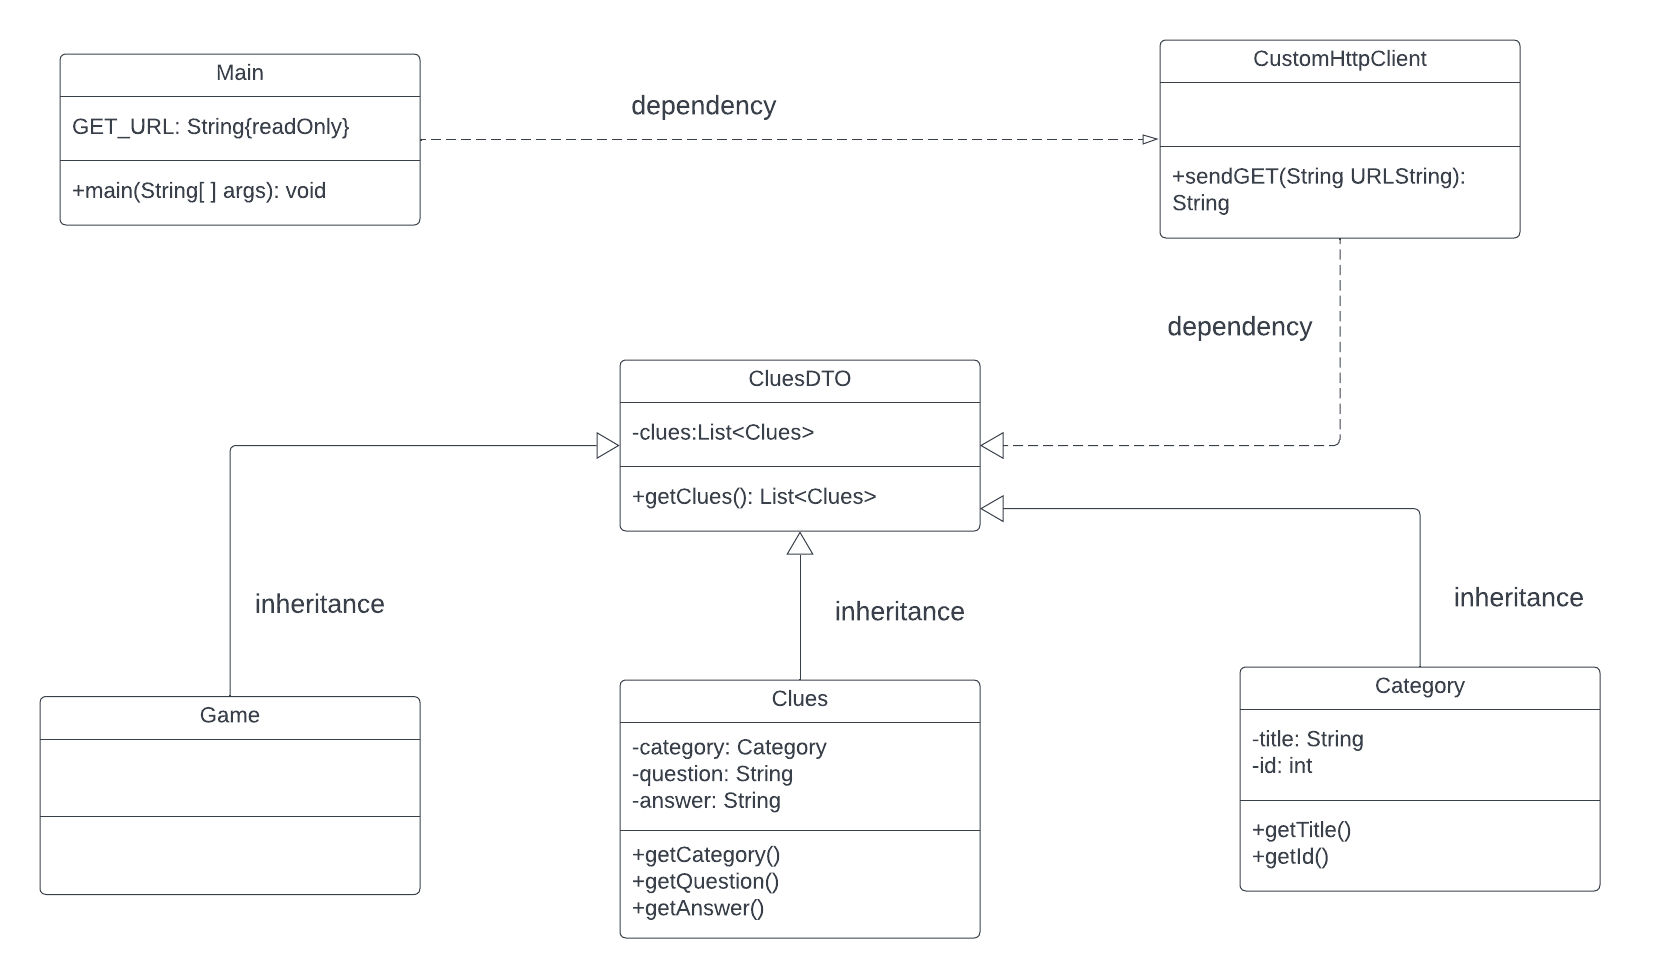 Main
GET_URL: String{readOnly}
+main(String[ ] args): void
dependency
CustomHttpClient
+sendGET(String URLString):
String
dependency
CluesDTO
-clues:List<Clues>
+getClues(): List<Clues>
inheritance
inheritance
inheritance
Game
Clues
-category: Category
-question: String
-answer: String
+getCategory()
+getQuestion()
+getAnswer()
Category
-title: String
-id: int
+getTitle()
+getId()